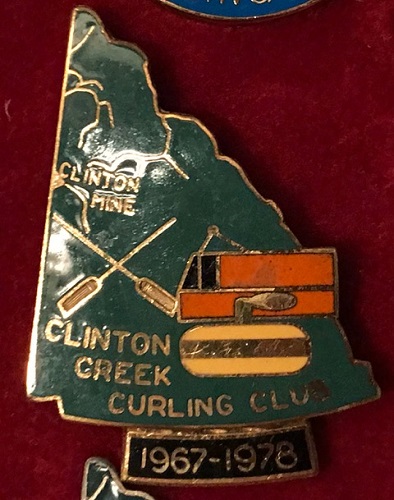 CLINTON
MINE
CLINTON
CREEK
CURLING CLUB
1967-1978